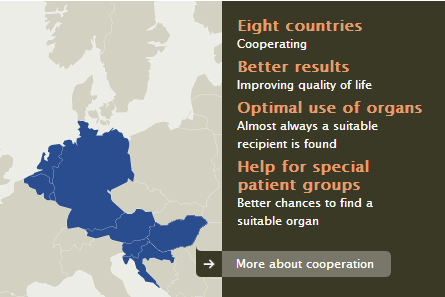 Eight countries
Cooperating
Better results
Improving quality of life
Optimal use of organs
Almost always a suitable
recipient is found
Help for special
patient groups
Better chances to find a
suitable organ
→ More about cooperation